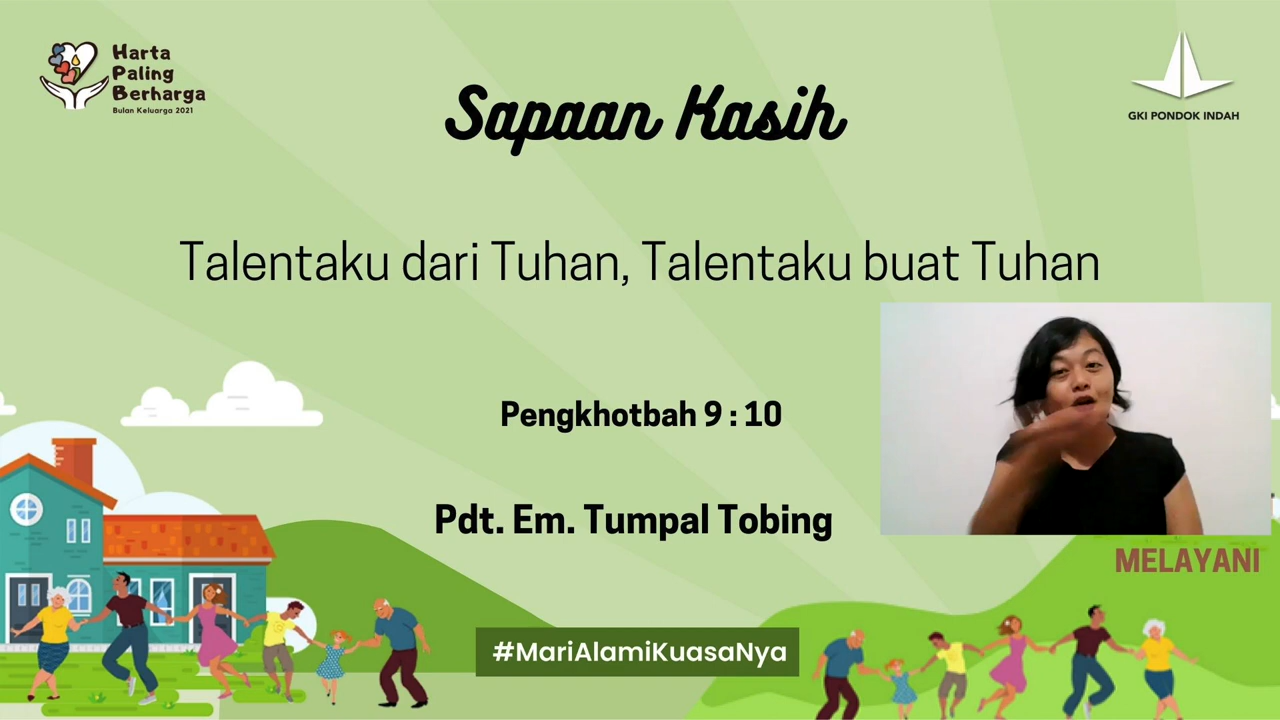 Harta
Paling
Berharga
Bulan Keluarga 2021
Sapaan Kasih
GKI PONDOK INDAH
Talentaku dari Tuhan, Talentaku buat Tuhan
Pengkhotbah 9 : 10
Pdt. Em. Tumpal Tobing
MELAYANI
#MariAlamiKuasaNya